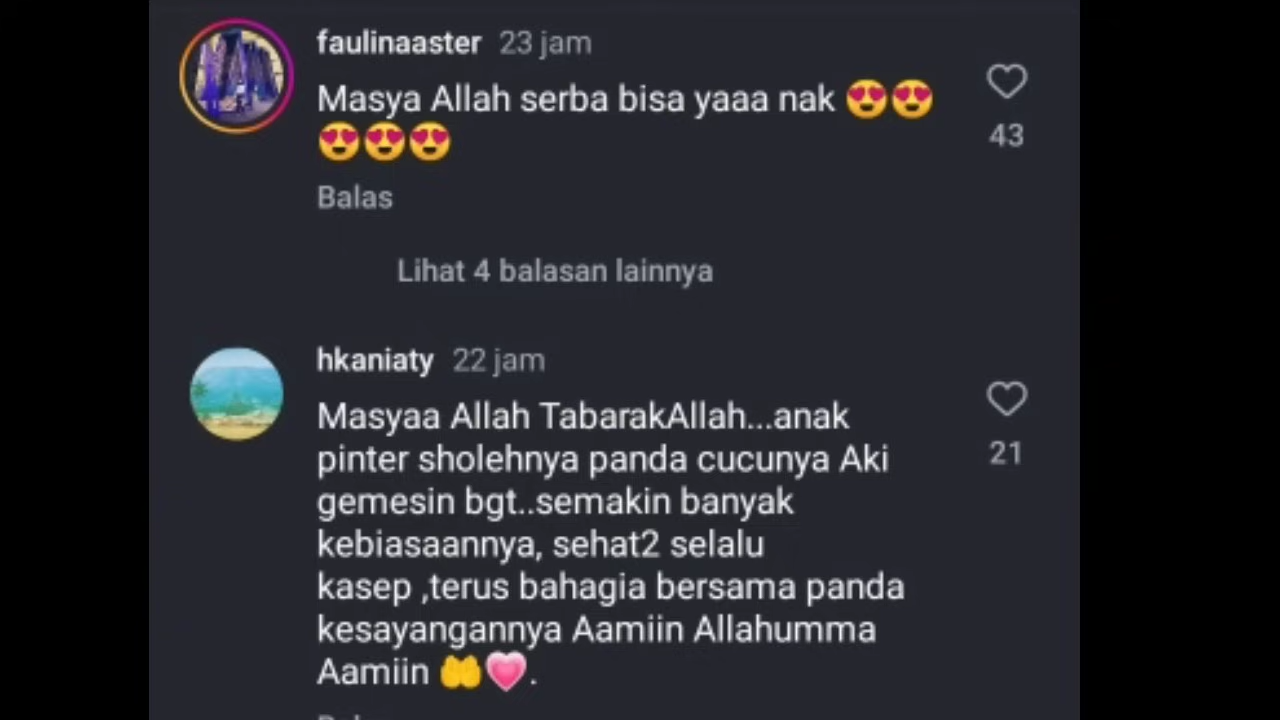 faulinaaster 23 jam
Masya Allah serba bisa yaaa nak 😍😍
😍😍😍
43
Balas
Lihat 4 balasan lainnya
hkaniaty 22 jam
Masyaa Allah TabarakAllah...anak
pinter sholehnya panda cucunya Aki
gemesin bgt..semakin banyak
kebiasaannya, sehat2 selalu
kasep ,terus bahagia bersama panda
kesayangannya Aamiin Allahumma
Aamiin 🤲💗.
21